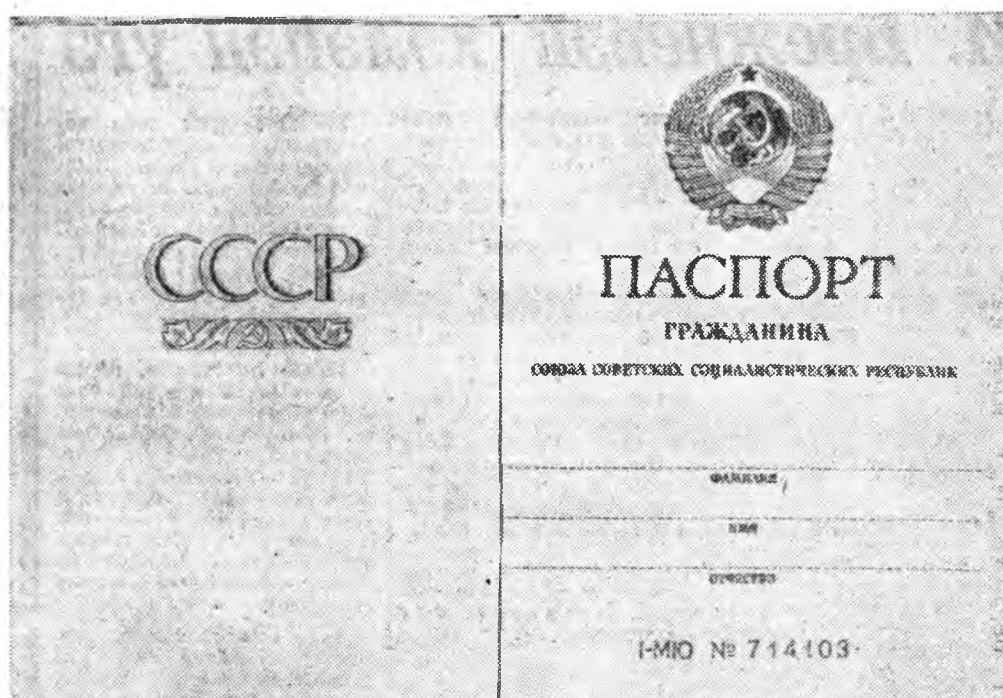 СССР
ПАСПОРТ
ГРАЖДАНИНА
СОЮЗА СОВЕТСКИХ СОЦИАЛИСТИЧЕСКИХ РЕСПУБЛИК
ФАМИЛИЯ
ИМЯ
ОТЧЕСТВО
I-МЮ № 714103